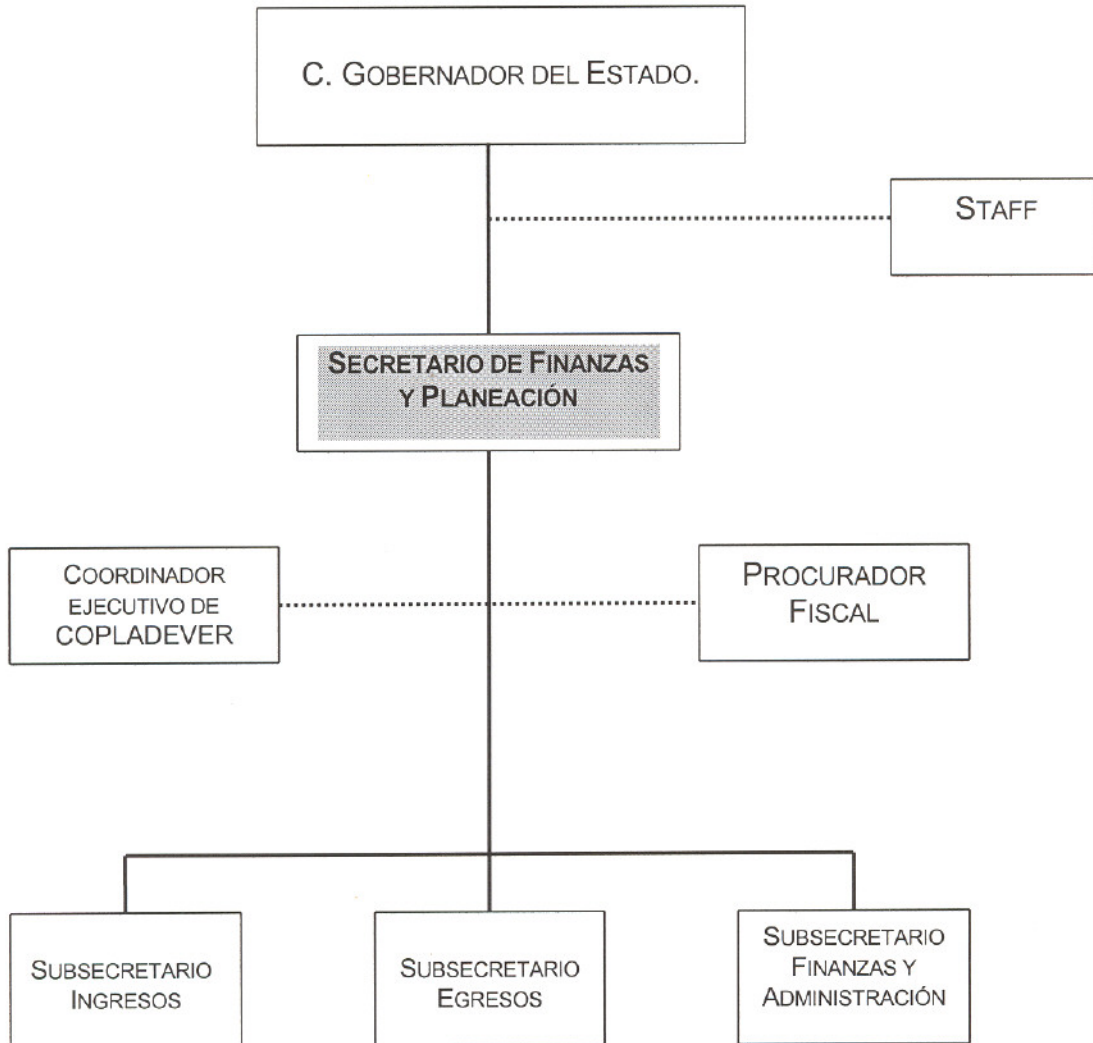 C. GOBERNADOR DEL ESTADO.
STAFF
SECRETARIO DE FINANZAS
Y PLANEACIÓN
COORDINADOR
EJECUTIVO DE
COPLADEVER
PROCURADOR
FISCAL
SUBSECRETARIO
INGRESOS
SUBSECRETARIO
EGRESOS
SUBSECRETARIO
FINANZAS Y
ADMINISTRACIÓN